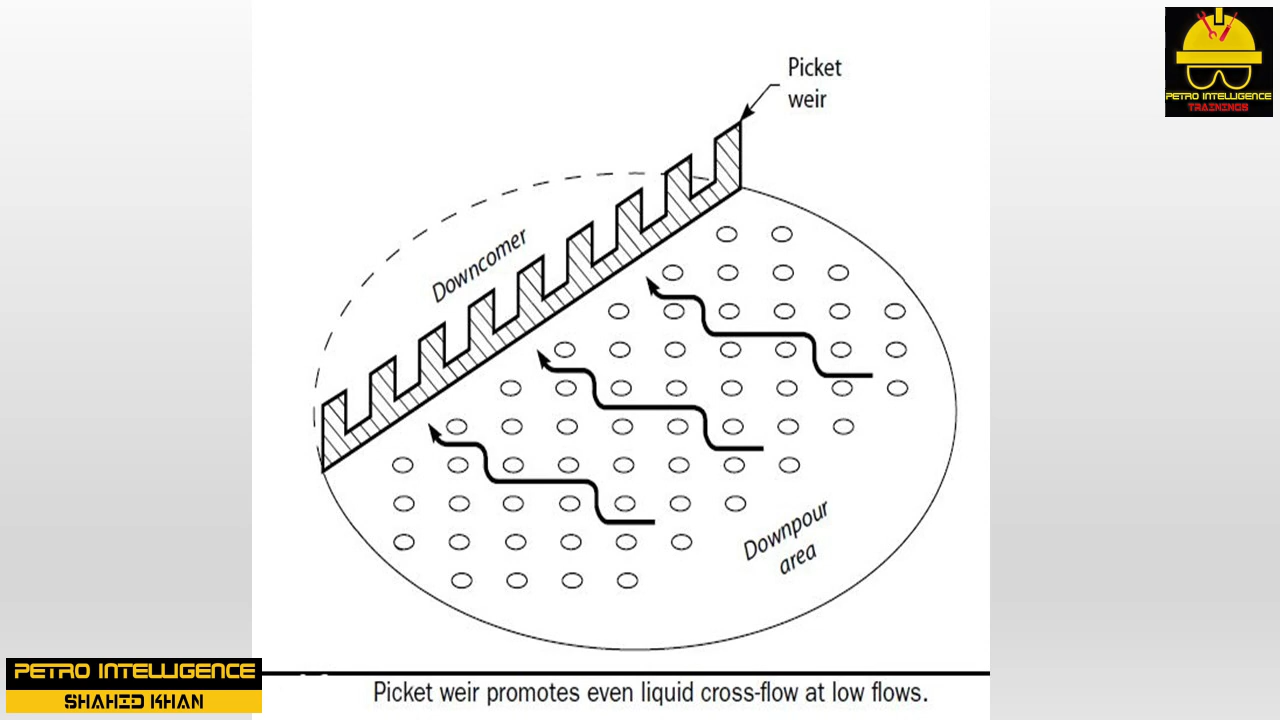 Picket
weir
PETRO INTELLIGENCE
TRAININGS
Downcomer
Downpour
area
PETRO INTELLIGENCE
SHAHID KHAN
Picket weir promotes even liquid cross-flow at low flows.